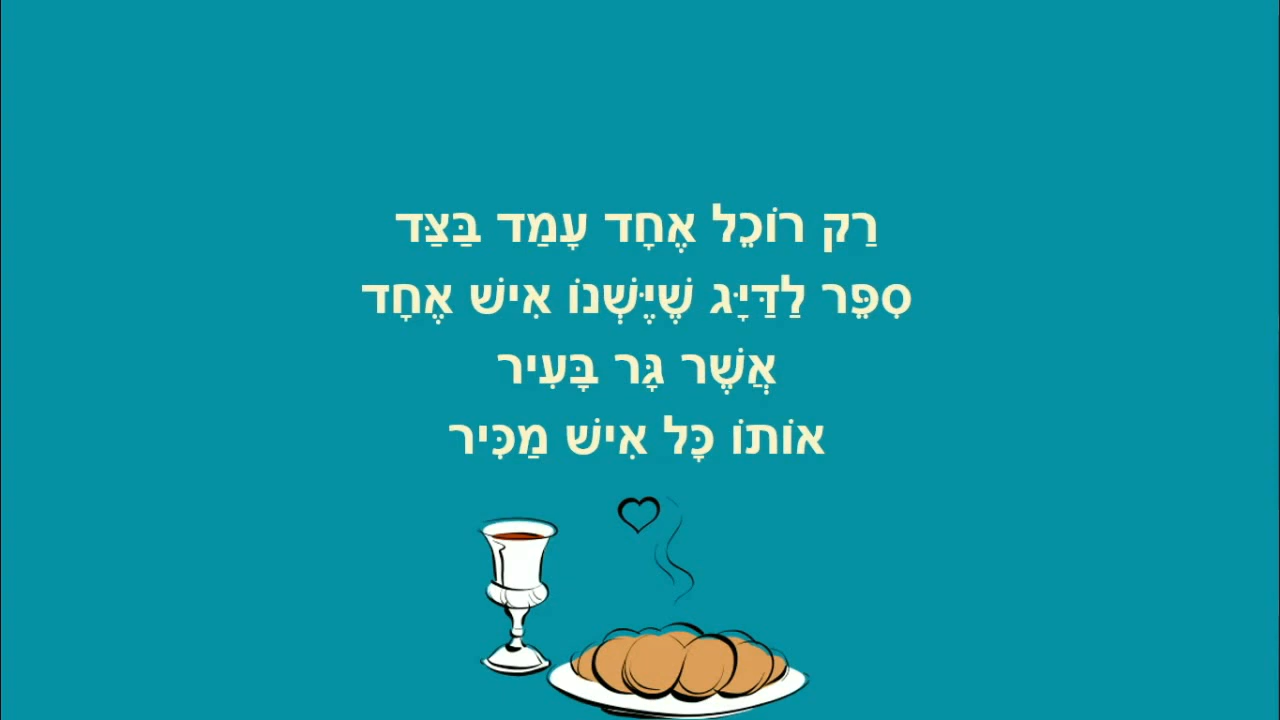 רַק רוֹכֵל אֶחָד עָמַד בַּצַּד
סִפֵּר לַדַּיָּג שֶׁיֶּשְׁנוֹ אִישׁ אֶחָד
אֲשֶׁר גָּר בָּעִיר
אוֹתוֹ כָּל אִישׁ מַכִּיר